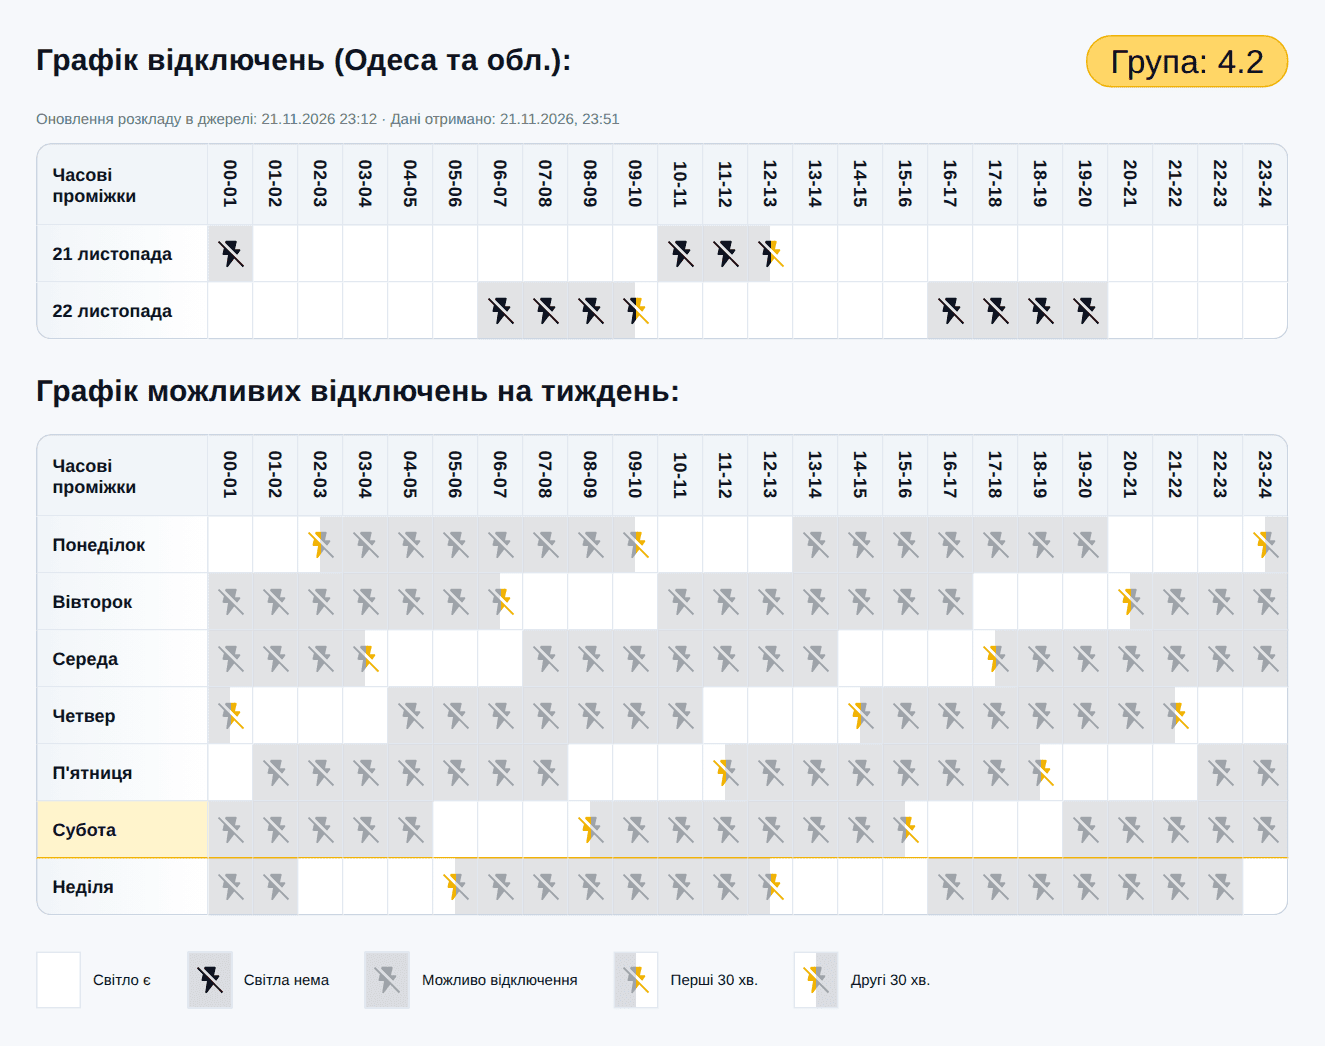 Графік відключень (Одеса та обл.):
Група: 4.2
Оновлення розкладу в джерелі: 21.11.2026 23:12 · Дані отримано: 21.11.2026, 23:51
Часові проміжки 00-01 01-02 02-03 03-04 04-05 05-06 06-07 07-08 08-09 09-10 10-11 11-12 12-13 13-14 14-15 15-16 16-17 17-18 18-19 19-20 20-21 21-22 22-23 23-24
21 листопада
22 листопада
Графік можливих відключень на тиждень:
Часові проміжки 00-01 01-02 02-03 03-04 04-05 05-06 06-07 07-08 08-09 09-10 10-11 11-12 12-13 13-14 14-15 15-16 16-17 17-18 18-19 19-20 20-21 21-22 22-23 23-24
Понеділок
Вівторок
Середа
Четвер
П'ятниця
Субота
Неділя
Світло є Світла нема Можливо відключення Перші 30 хв. Другі 30 хв.